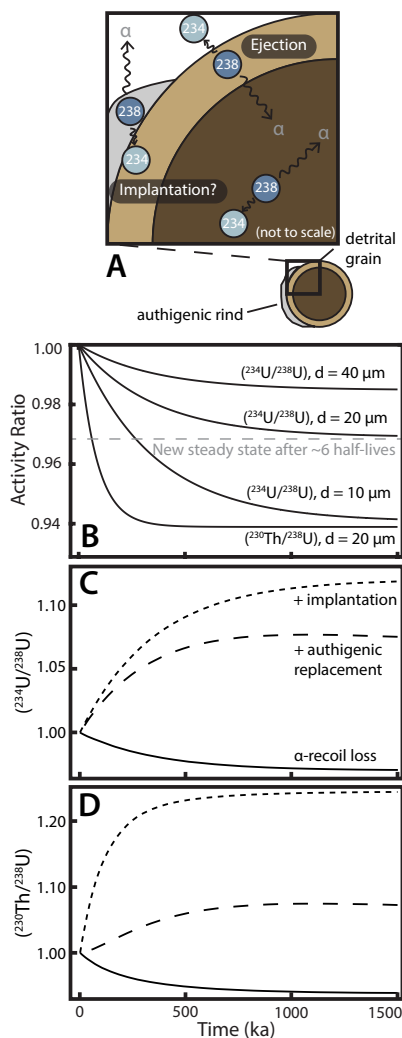 234
Ejection
α
238
238
α
α
234
238
Implantation?
234
(not to scale)
A
detrital
grain
authigenic rind
1.00
(²³⁴U/²³⁸U), d = 40 µm
0.98
(²³⁴U/²³⁸U), d = 20 µm
Activity Ratio
New steady state after ~6 half-lives
0.96
(²³⁴U/²³⁸U), d = 10 µm
0.94
(²³⁰Th/²³⁸U), d = 20 µm
B
C
1.10
+ implantation
+ authigenic
replacement
(²³⁴U/²³⁸U)
1.05
1.00
α-recoil loss
D
1.20
(²³⁰Th/²³⁸U)
1.00
0
500
1000
1500
Time (ka)